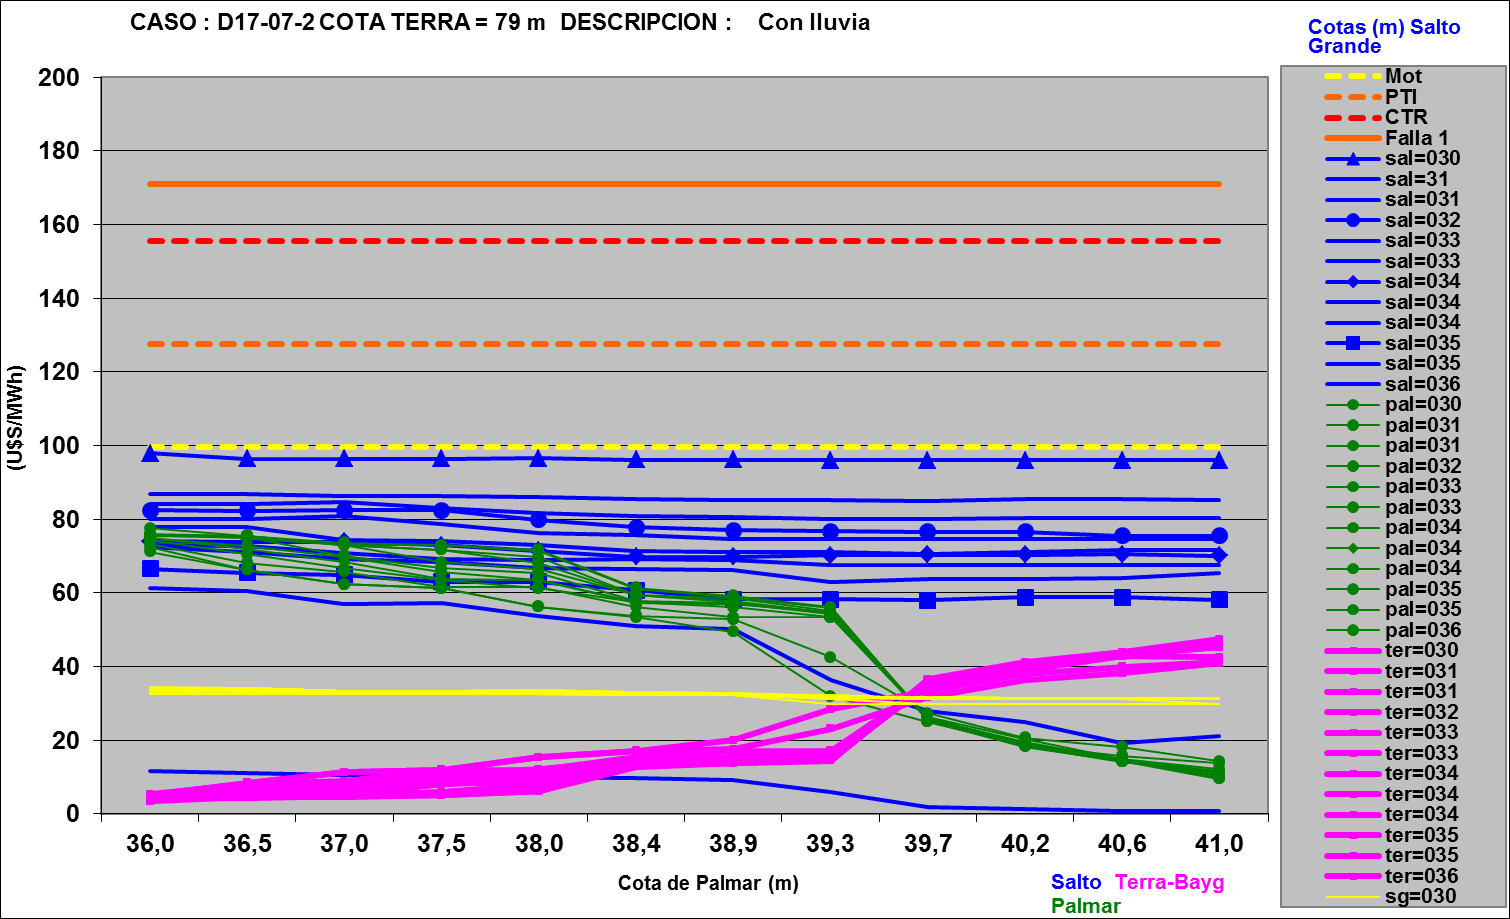 CASO : D17-07-2 COTA TERRA = 79 m  DESCRIPCION :    Con lluvia
Cotas (m) Salto
Grande
200
180
160
140
120
100
80
60
40
20
0
(U$S/MWh)
36,0 36,5 37,0 37,5 38,0 38,4 38,9 39,3 39,7 40,2 40,6 41,0
Cota de Palmar (m)
Salto Terra-Bayg
Palmar
Mot
PTI
CTR
Falla 1
sal=030
sal=31
sal=031
sal=032
sal=033
sal=033
sal=034
sal=034
sal=034
sal=035
sal=035
sal=036
pal=030
pal=031
pal=031
pal=032
pal=033
pal=033
pal=034
pal=034
pal=034
pal=035
pal=035
pal=036
ter=030
ter=031
ter=031
ter=032
ter=033
ter=033
ter=034
ter=034
ter=034
ter=035
ter=035
ter=036
sg=030